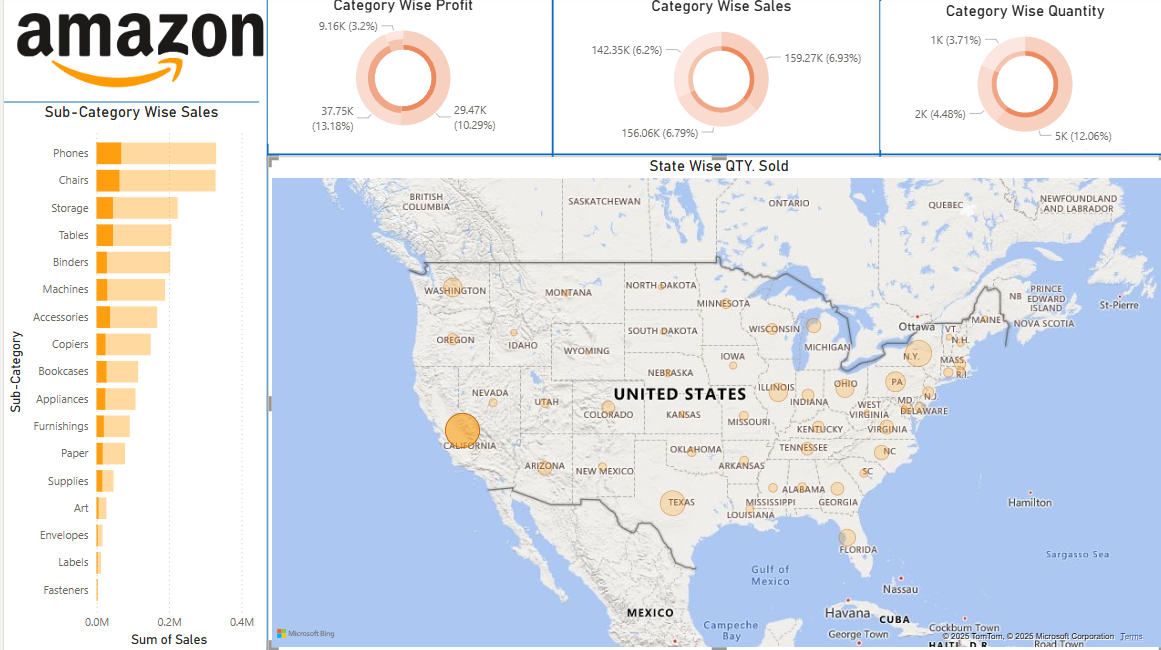 amazon
Sub-Category Wise Sales
Sub-Category
Phones
Chairs
Storage
Tables
Binders
Machines
Accessories
Copiers
Bookcases
Appliances
Furnishings
Paper
Supplies
Art
Envelopes
Labels
Fasteners
0.0M 0.2M 0.4M
Sum of Sales
Category Wise Profit
9.16K (3.2%)
37.75K
(13.18%)
29.47K
(10.29%)
Category Wise Sales
142.35K (6.2%)
159.27K (6.93%)
156.06K (6.79%)
Category Wise Quantity
1K (3.71%)
2K (4.48%)
5K (12.06%)
State Wise QTY. Sold
BRITISH
COLUMBIA
SASKATCHEWAN
ONTARIO
QUEBEC
NEWFOUNDLAND
AND LABRADOR
WASHINGTON
MONTANA
NORTH DAKOTA
MINNESOTA
NB
PRINCE
EDWARD
ISLAND
St-Pierre
MAINE
NOVA SCOTIA
Ottawa
VT.
N.H.
OREGON
IDAHO
SOUTH DAKOTA
WISCONSIN
MICHIGAN
WYOMING
IOWA
N.Y.
MASS.
R.I.
NEBRASKA
NEVADA
UTAH
UNITED STATES
ILLINOIS
INDIANA
OHIO
PA
N.J.
MD
DELAWARE
COLORADO
KANSAS
MISSOURI
WEST
VIRGINIA
KENTUCKY
VIRGINIA
CALIFORNIA
OKLAHOMA
TENNESSEE
NC
ARIZONA
NEW MEXICO
ARKANSAS
SC
TEXAS
MISSISSIPPI
ALABAMA
GEORGIA
LOUISIANA
Hamilton
FLORIDA
Sargasso Sea
Gulf of
Mexico
Nassau
MEXICO
Havana
CUBA
Campeche
Bay
George Town
Cockburn Town
Microsoft Bing
© 2025 TomTom, © 2025 Microsoft Corporation Terms
HAITI
D.R.
Road Town